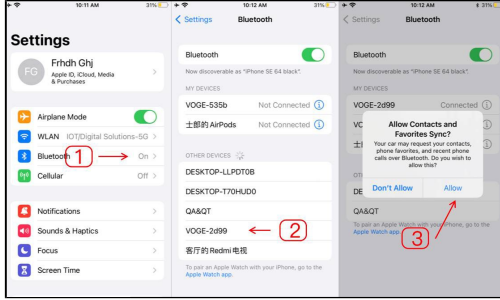 10:11 AM
31%
Settings
FG
Frhdh Ghj
Apple ID, iCloud, Media
& Purchases
Airplane Mode
WLAN IOT/Digital Solutions-5G
Bluetooth 1 On
Cellular Off
Notifications
Sounds & Haptics
Focus
Screen Time
10:12 AM
31%
Settings Bluetooth
Bluetooth
Now discoverable as "iPhone SE 64 black".
MY DEVICES
VOGE-535b Not Connected
士郎的 AirPods Not Connected
OTHER DEVICES
DESKTOP-LLPDT0B
DESKTOP-T70HUD0
QA&QT
VOGE-2d99 2
客厅的 Redmi 电视
To pair an Apple Watch with your iPhone, go to the
Apple Watch app.
10:12 AM
31%
Settings Bluetooth
Bluetooth
Now discoverable as "iPhone SE 64 black".
MY DEVICES
VOGE-2d99 Connected
VO
Allow Contacts and
Favorites Sync?
Your car may request your contacts,
phone favorites, and recent phone
calls over Bluetooth. Do you wish to
allow this?
Don't Allow Allow
DE
QA&QT
To pair an Apple Watch with your iPhone, go to the
Apple Watch app.
3